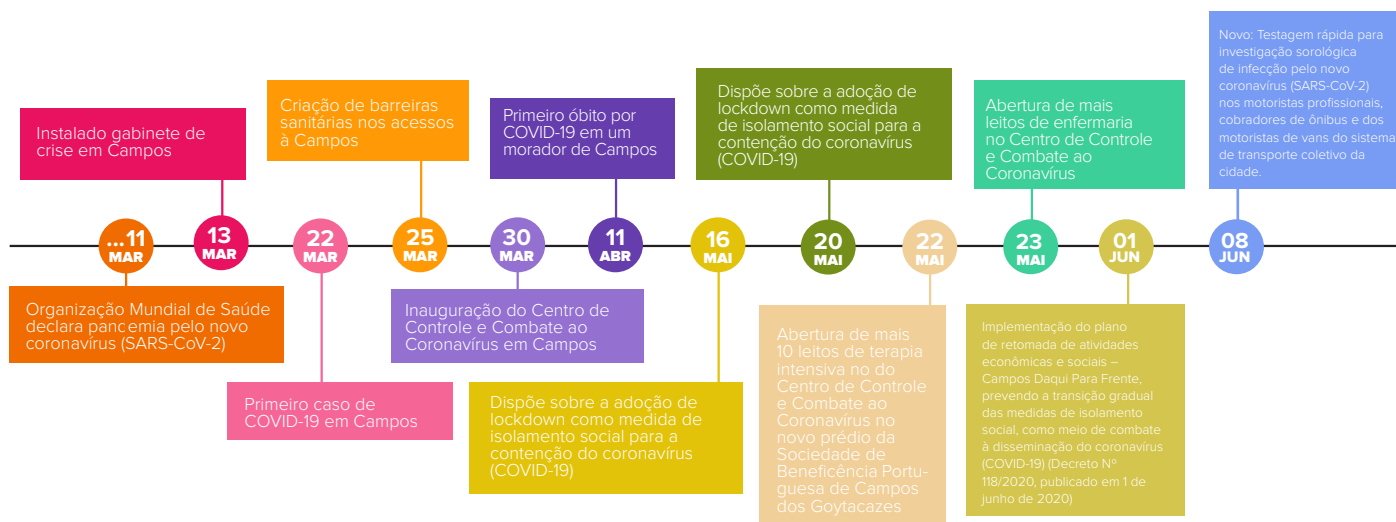 Instalado gabinete de
crise em Campos
Criação de barreiras
sanitárias nos acessos
à Campos
Primeiro óbito por
COVID-19 em um
morador de Campos
Dispõe sobre a adoção de
lockdown como medida
de isolamento social para a
contenção do coronavírus
(COVID-19)
Abertura de mais
leitos de enfermaria
no Centro de Controle
e Combate ao
Coronavírus
Novo: Testagem rápida para
investigação sorológica
de infecção pelo novo
coronavírus (SARS-CoV-2)
nos motoristas profissionais,
cobradores de ônibus e dos
motoristas de vans do sistema
de transporte coletivo da
cidade.
...11
MAR
13
MAR
22
MAR
25
MAR
30
MAR
11
ABR
16
MAI
20
MAI
22
MAI
23
MAI
01
JUN
08
JUN
Organização Mundial de Saúde
declara pancemia pelo novo
coronavírus (SARS-CoV-2)
Primeiro caso de
COVID-19 em Campos
Inauguração do Centro de
Controle e Combate ao
Coronavírus em Campos
Dispõe sobre a adoção de
lockdown como medida de
isolamento social para a
contenção do coronavírus
(COVID-19)
Abertura de mais
10 leitos de terapia
intensiva no do
Centro de Controle
e Combate ao
Coronavírus no
novo prédio da
Sociedade de
Beneficência Portu-
guesa de Campos
dos Goytacazes
Implementação do plano
de retomada de atividades
econômicas e sociais –
Campos Daqui Para Frente,
prevendo a transição gradual
das medidas de isolamento
social, como meio de combate
à disseminação do coronavírus
(COVID-19) (Decreto Nº
118/2020, publicado em 1 de
junho de 2020)